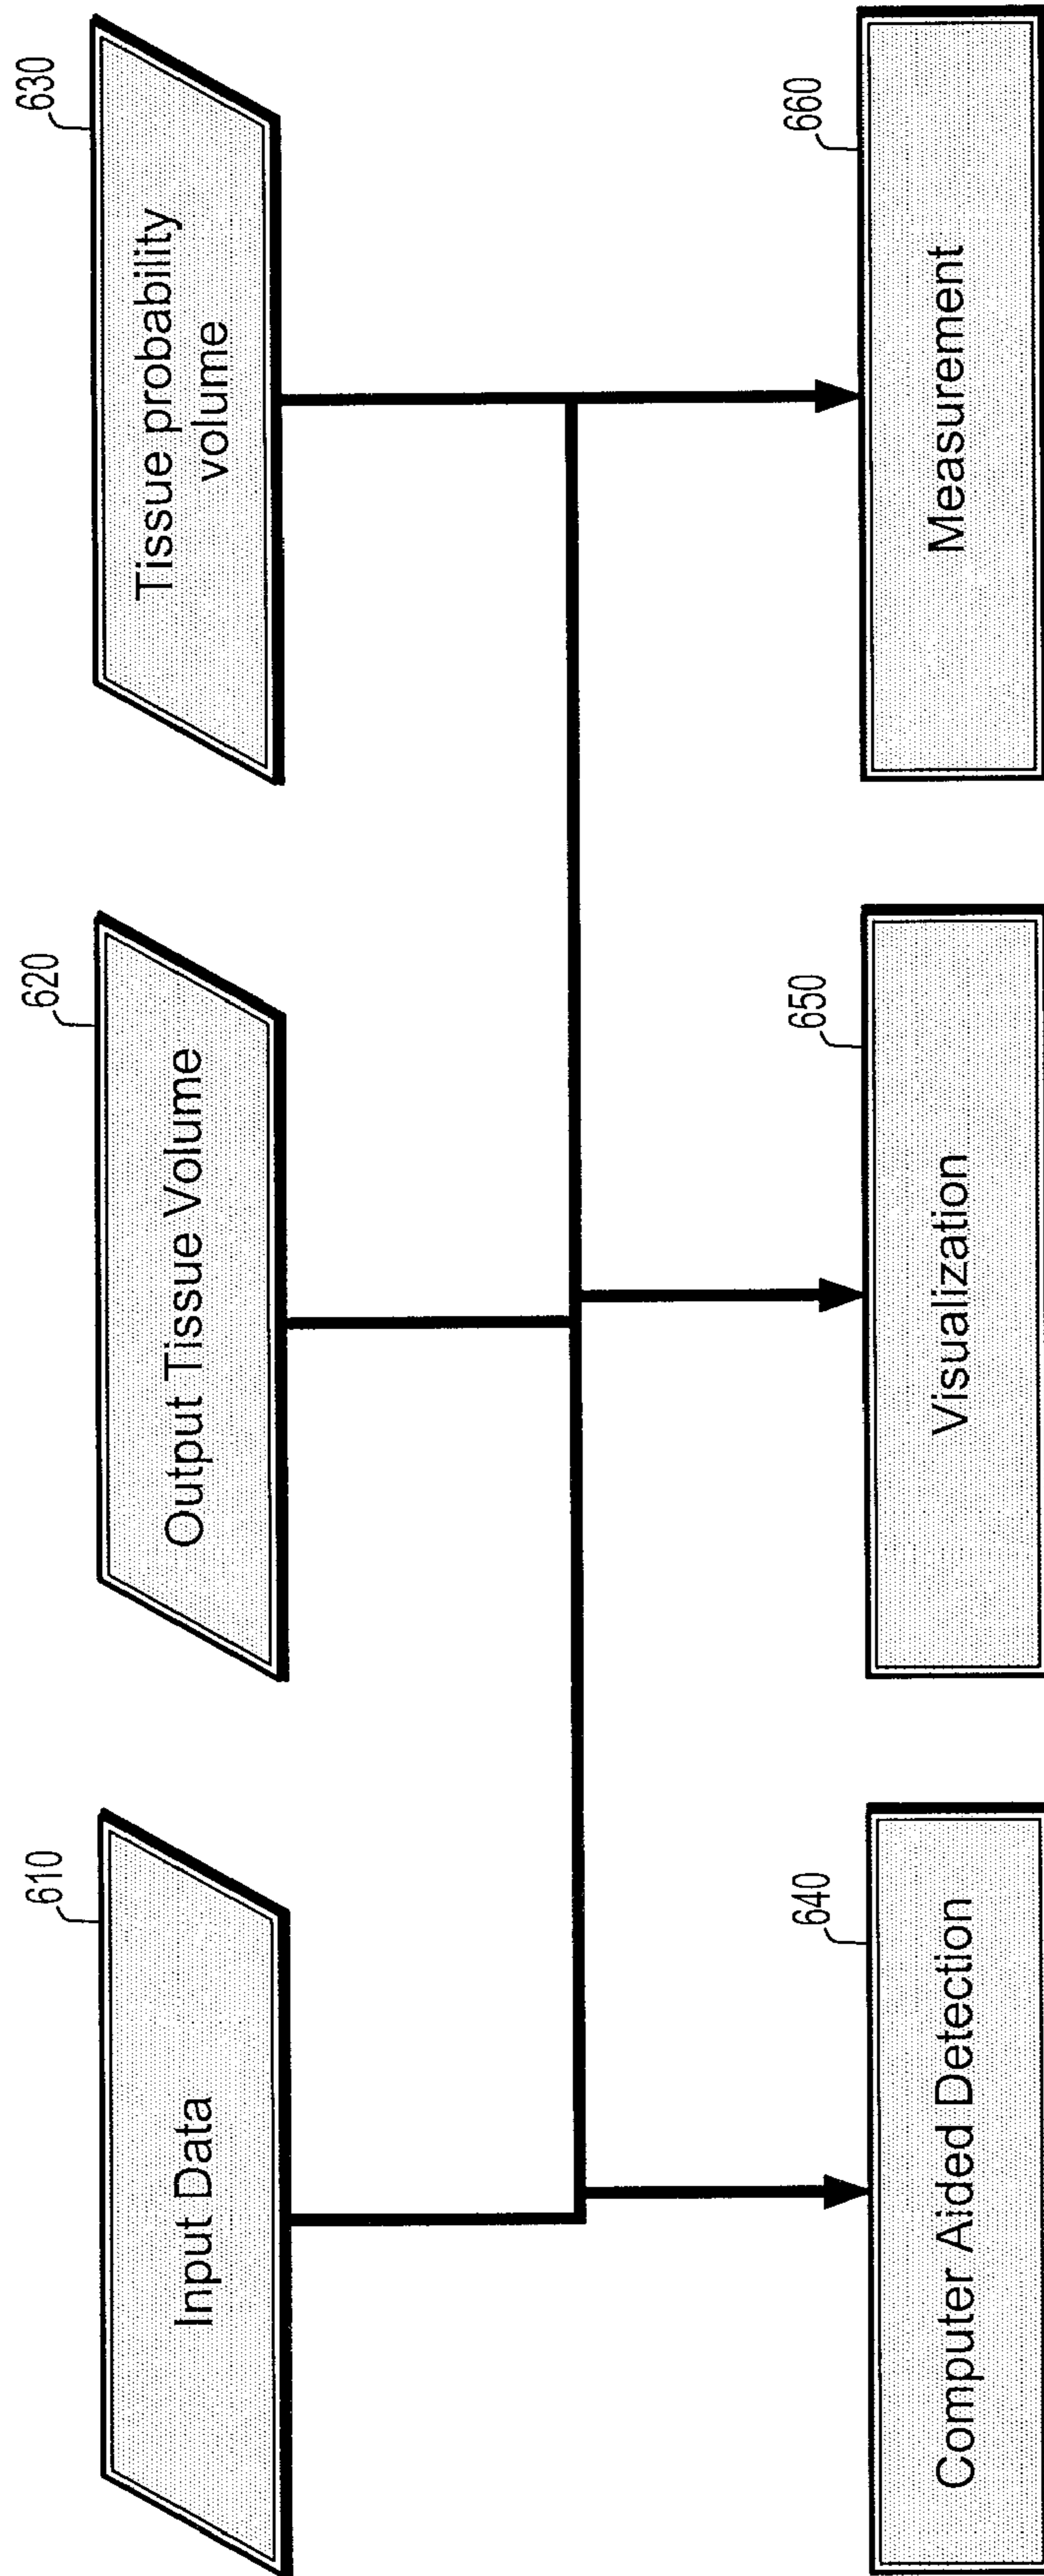 610
Input Data
620
Output Tissue Volume
630
Tissue probability
volume
640
Computer Aided Detection
650
Visualization
660
Measurement